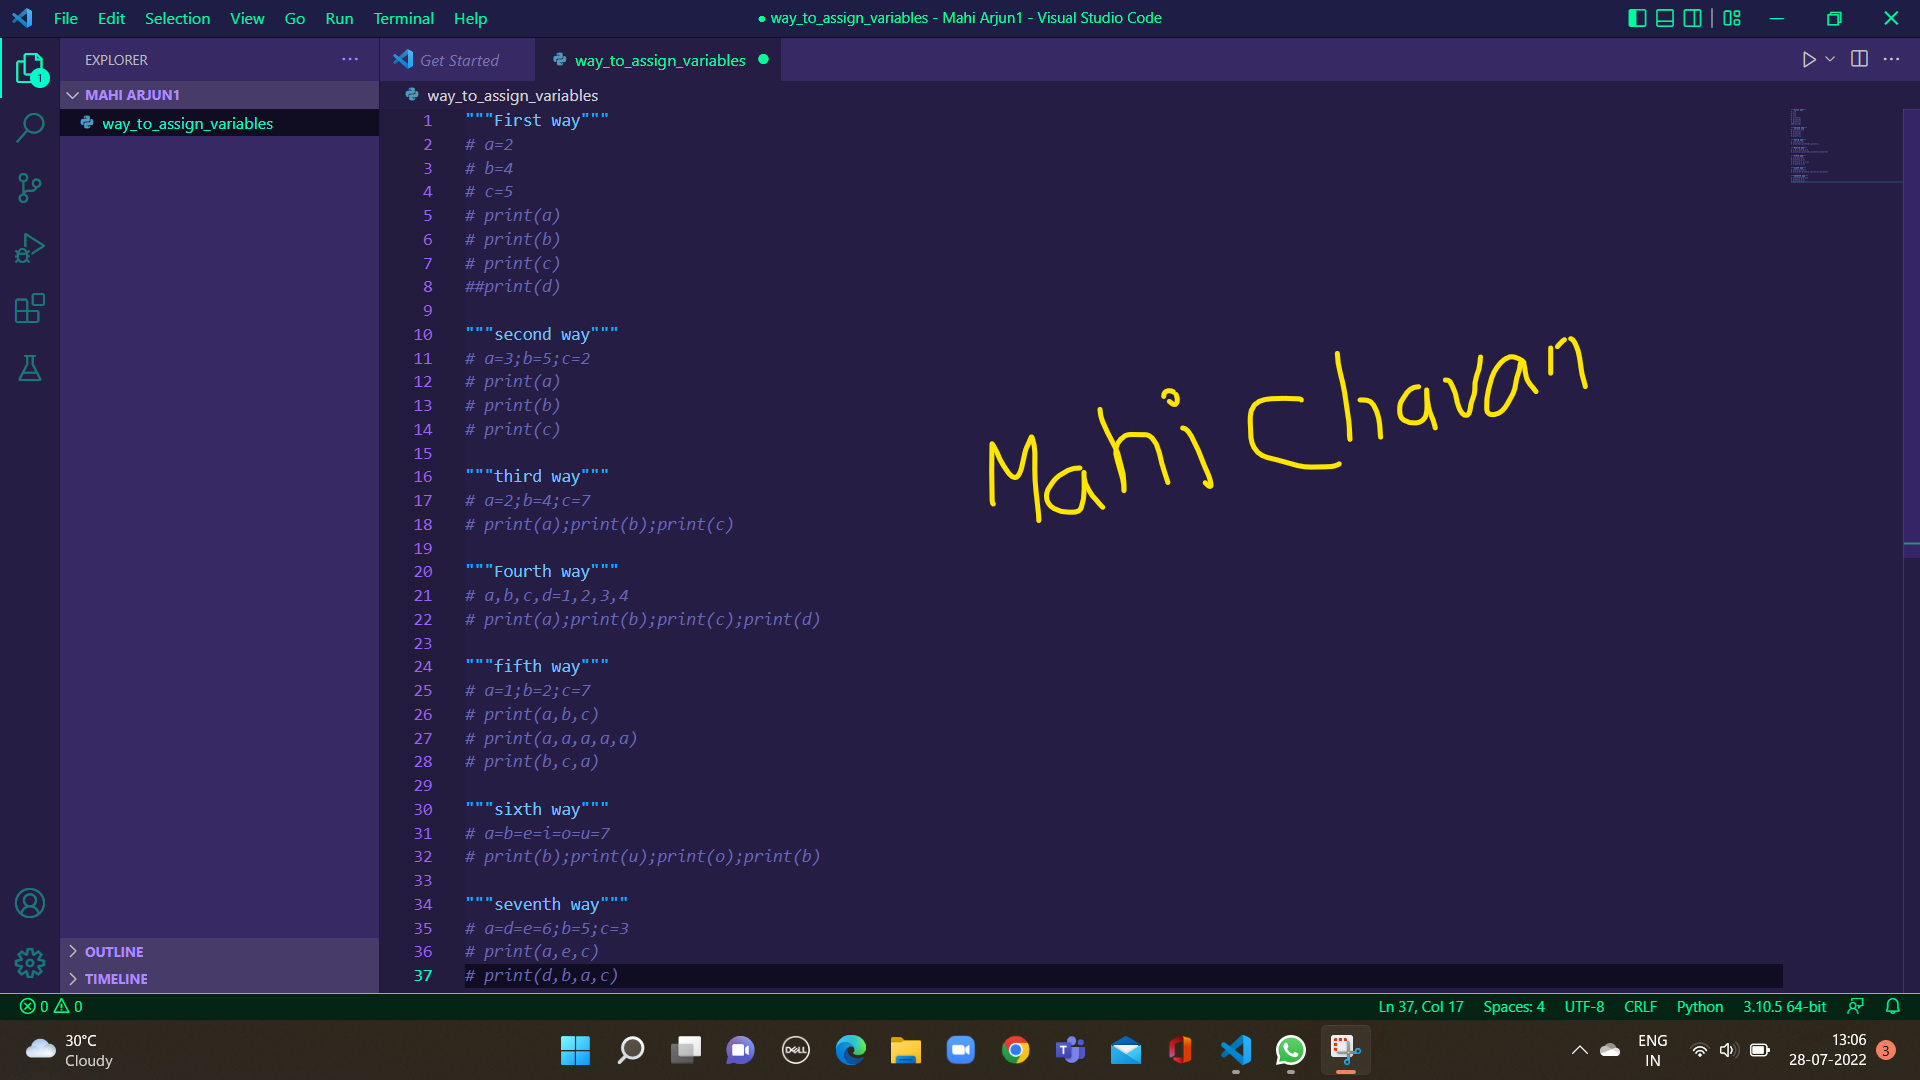 File Edit Selection View Go Run Terminal Help
● way_to_assign_variables - Mahi Arjun1 - Visual Studio Code
EXPLORER
Get Started
way_to_assign_variables
MAHI ARJUN1
way_to_assign_variables
way_to_assign_variables
1 """First way"""
2 # a=2
3 # b=4
4 # c=5
5 # print(a)
6 # print(b)
7 # print(c)
8 ##print(d)
9
10 """second way"""
11 # a=3;b=5;c=2
12 # print(a)
13 # print(b)
14 # print(c)
15
16 """third way"""
17 # a=2;b=4;c=7
18 # print(a);print(b);print(c)
19
20 """Fourth way"""
21 # a,b,c,d=1,2,3,4
22 # print(a);print(b);print(c);print(d)
23
24 """fifth way"""
25 # a=1;b=2;c=7
26 # print(a,b,c)
27 # print(a,a,a,a,a)
28 # print(b,c,a)
29
30 """sixth way"""
31 # a=b=e=i=o=u=7
32 # print(b);print(u);print(o);print(b)
33
34 """seventh way"""
35 # a=d=e=6;b=5;c=3
36 # print(a,e,c)
37 # print(d,b,a,c)
Mahi Chavan
1
OUTLINE
TIMELINE
0 0
Ln 37, Col 17 Spaces: 4 UTF-8 CRLF Python 3.10.5 64-bit
30°C
Cloudy
DELL
ENG
IN
13:06
28-07-2022
3